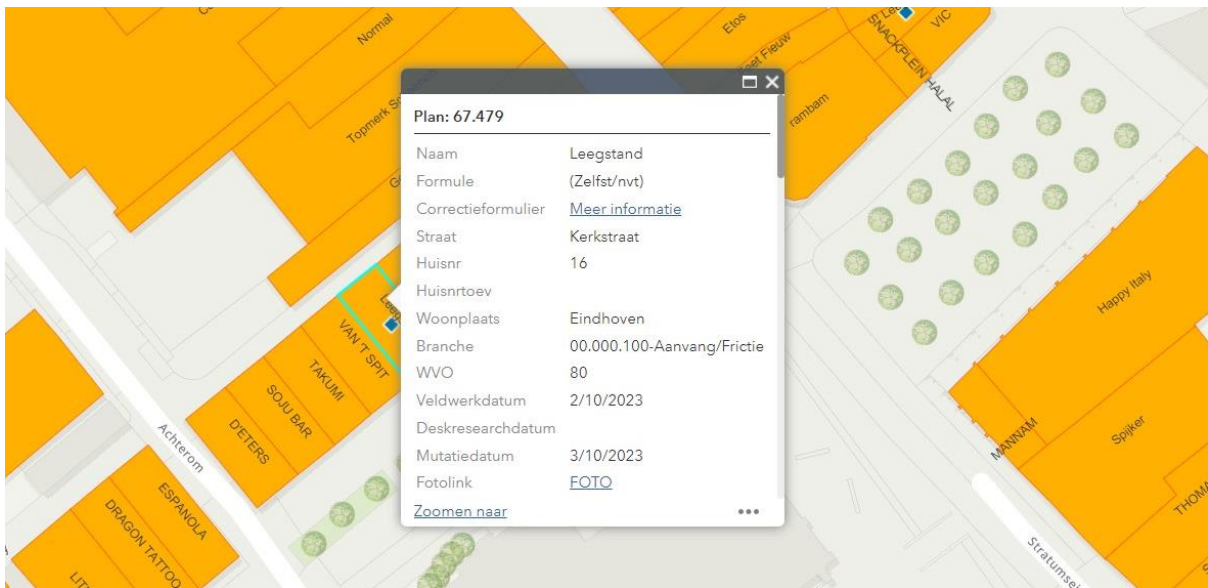 Normal
Etos
VIC
SNACKPLEIN HALAL
rambam
Plan: 67.479
Naam Leegstand
Formule (Zelfst/nvt)
Correctieformulier Meer informatie
Straat Kerkstraat
Huisnr 16
Huisnrtoev
Woonplaats Eindhoven
Branche 00.000.100-Aanvang/Frictie
WVO 80
Veldwerkdatum 2/10/2023
Deskresearchdatum
Mutatiedatum 3/10/2023
Fotolink FOTO
Zoomen naar
VAN 'T SPIT
TAKUMI
SOJU BAR
D'ETERS
Achterom
ESPANOLA
DRAGON TATTOO
Happy Italy
MANNAM
Spijker